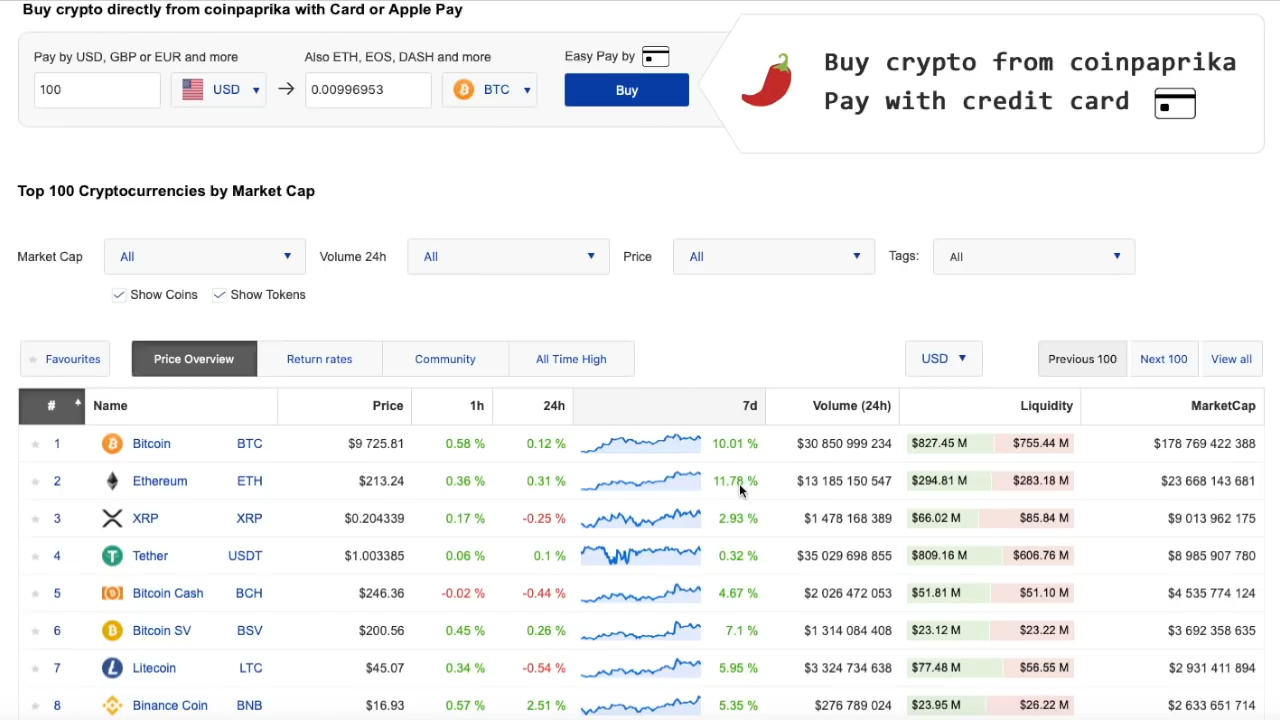 Buy crypto directly from coinpaprika with Card or Apple Pay
Pay by USD, GBP or EUR and more Also ETH, EOS, DASH and more Easy Pay by
100 USD 0.00996953 BTC Buy
Buy crypto from coinpaprika
Pay with credit card
Top 100 Cryptocurrencies by Market Cap
Market Cap All Volume 24h All Price All Tags: All
Show Coins Show Tokens
Favourites Price Overview Return rates Community All Time High USD Previous 100 Next 100 View all
# Name Price 1h 24h 7d Volume (24h) Liquidity MarketCap
1 Bitcoin BTC $9 725.81 0.58 % 0.12 % 10.01 % $30 850 999 234 $827.45 M $755.44 M $178 769 422 388
2 Ethereum ETH $213.24 0.36 % 0.31 % 11.78 % $13 185 150 547 $294.81 M $283.18 M $23 668 143 681
3 XRP XRP $0.204339 0.17 % -0.25 % 2.93 % $1 478 168 389 $66.02 M $85.84 M $9 013 962 175
4 Tether USDT $1.003385 0.06 % 0.1 % 0.32 % $35 029 698 855 $809.16 M $606.76 M $8 985 907 780
5 Bitcoin Cash BCH $246.36 -0.02 % -0.44 % 4.67 % $2 026 472 053 $51.81 M $51.10 M $4 535 774 124
6 Bitcoin SV BSV $200.56 0.45 % 0.26 % 7.1 % $1 314 084 408 $23.12 M $23.22 M $3 692 358 635
7 Litecoin LTC $45.07 0.34 % -0.54 % 5.95 % $3 324 734 638 $77.48 M $56.55 M $2 931 411 894
8 Binance Coin BNB $16.93 0.57 % 2.51 % 5.35 % $276 789 024 $23.95 M $26.22 M $2 633 651 714